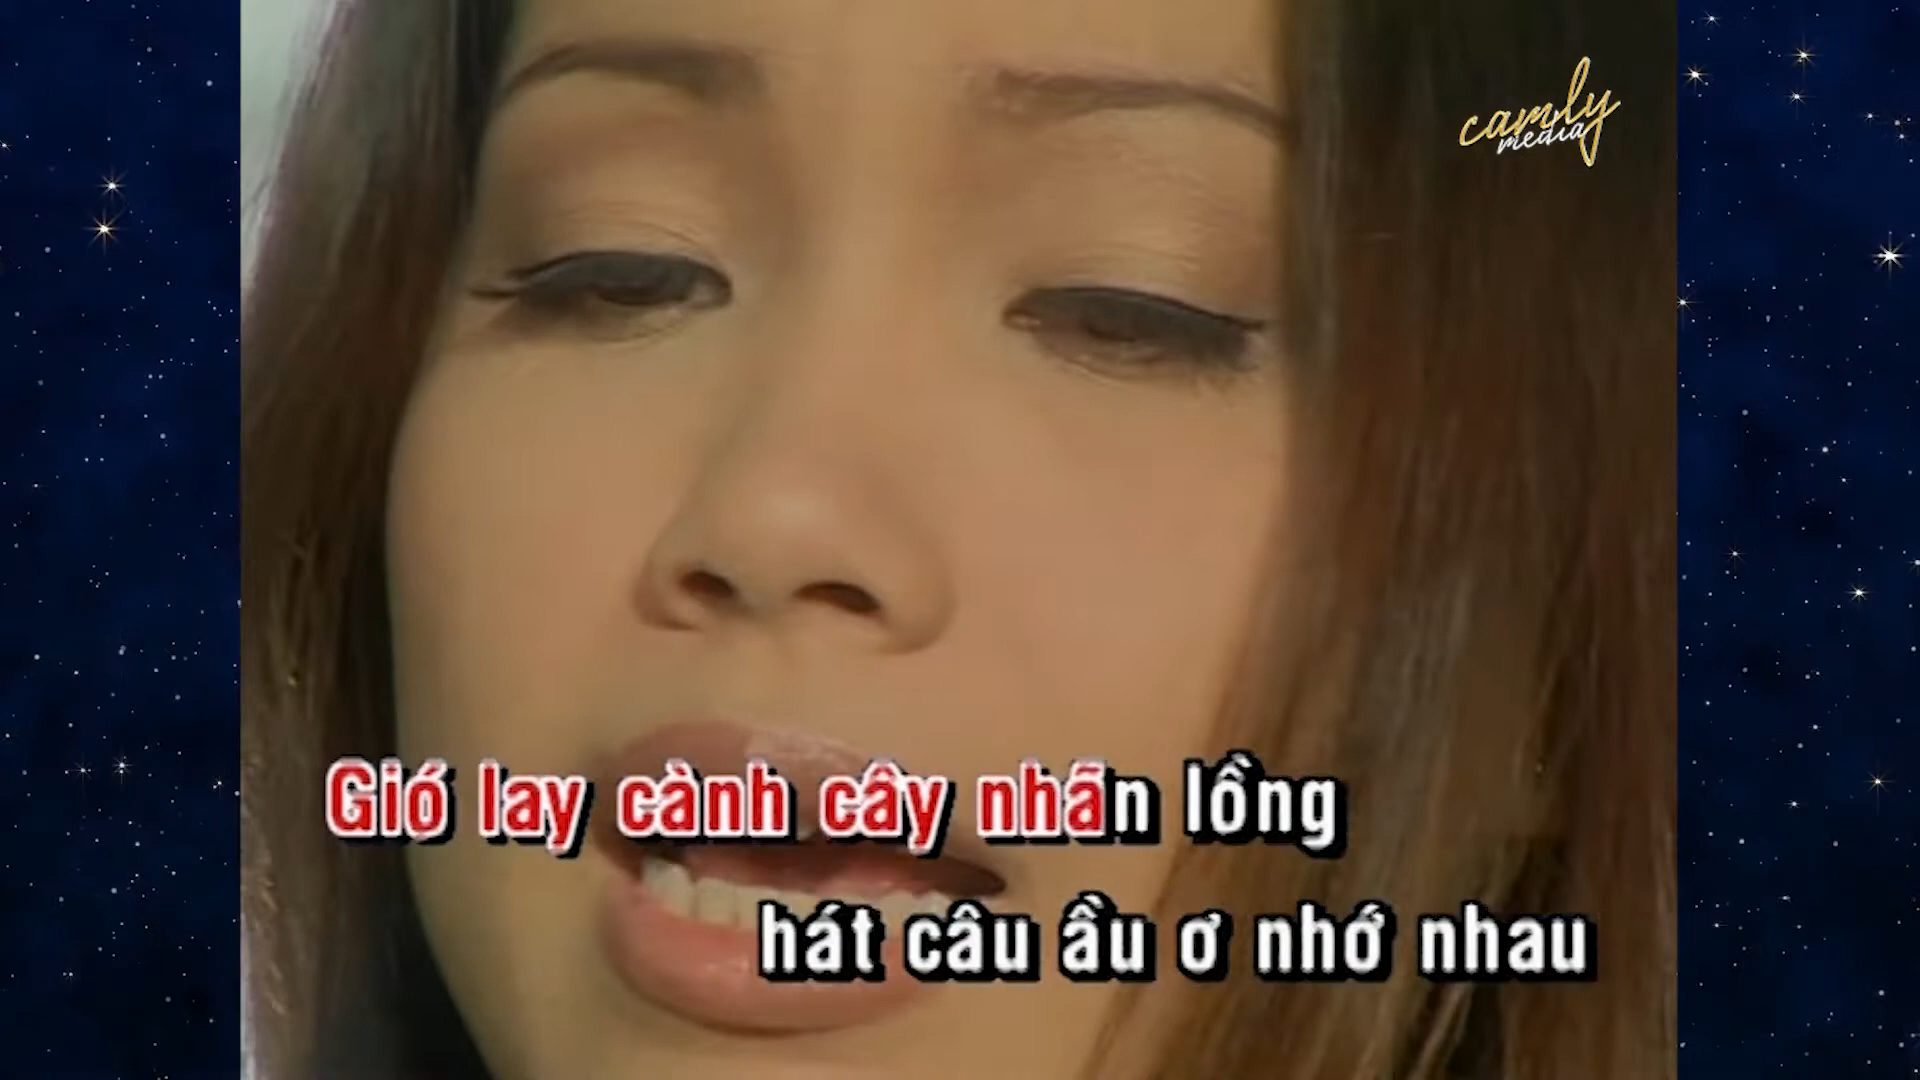 camly
media
Gió lay cành cây nhãn lồng
hát câu ầu ơ nhớ nhau